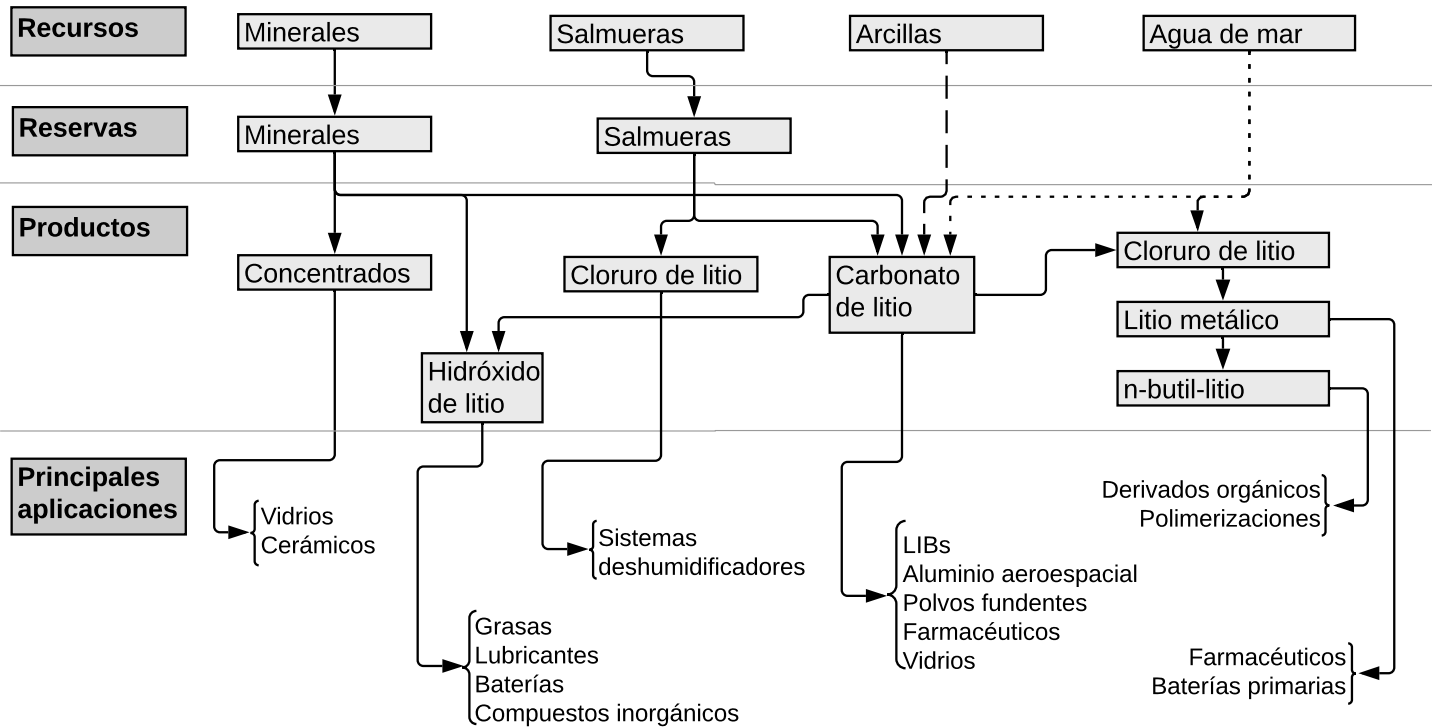 Recursos
Minerales
Salmueras
Arcillas
Agua de mar
Reservas
Minerales
Salmueras
Productos
Concentrados
Cloruro de litio
Carbonato
de litio
Cloruro de litio
Litio metálico
n-butil-litio
Hidróxido
de litio
Principales
aplicaciones
Vidrios
Cerámicos
Grasas
Lubricantes
Baterías
Compuestos inorgánicos
Sistemas
deshumidificadores
LIBs
Aluminio aeroespacial
Polvos fundentes
Farmacéuticos
Vidrios
Derivados orgánicos
Polimerizaciones
Farmacéuticos
Baterías primarias